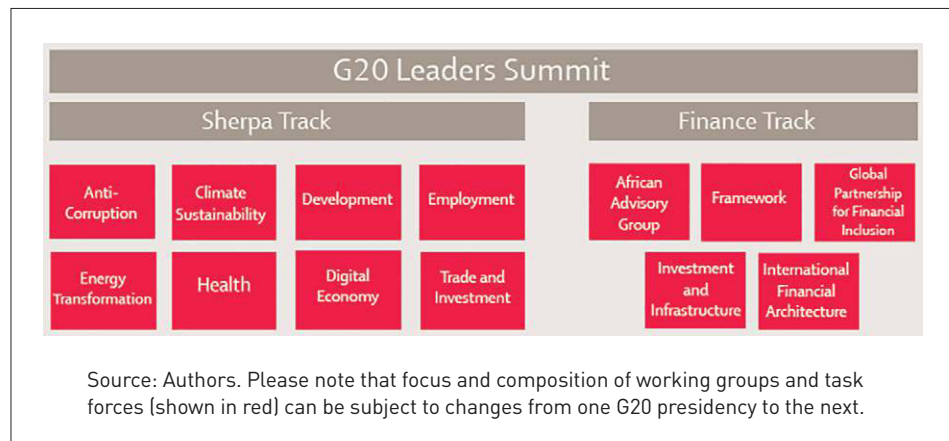 G20 Leaders Summit
Sherpa Track
Finance Track
Anti-
Corruption
Climate
Sustainability
Development
Employment
African
Advisory
Group
Framework
Global
Partnership
for Financial
Inclusion
Energy
Transformation
Health
Digital
Economy
Trade and
Investment
Investment
and
Infrastructure
International
Financial
Architecture
Source: Authors. Please note that focus and composition of working groups and task
forces (shown in red) can be subject to changes from one G20 presidency to the next.